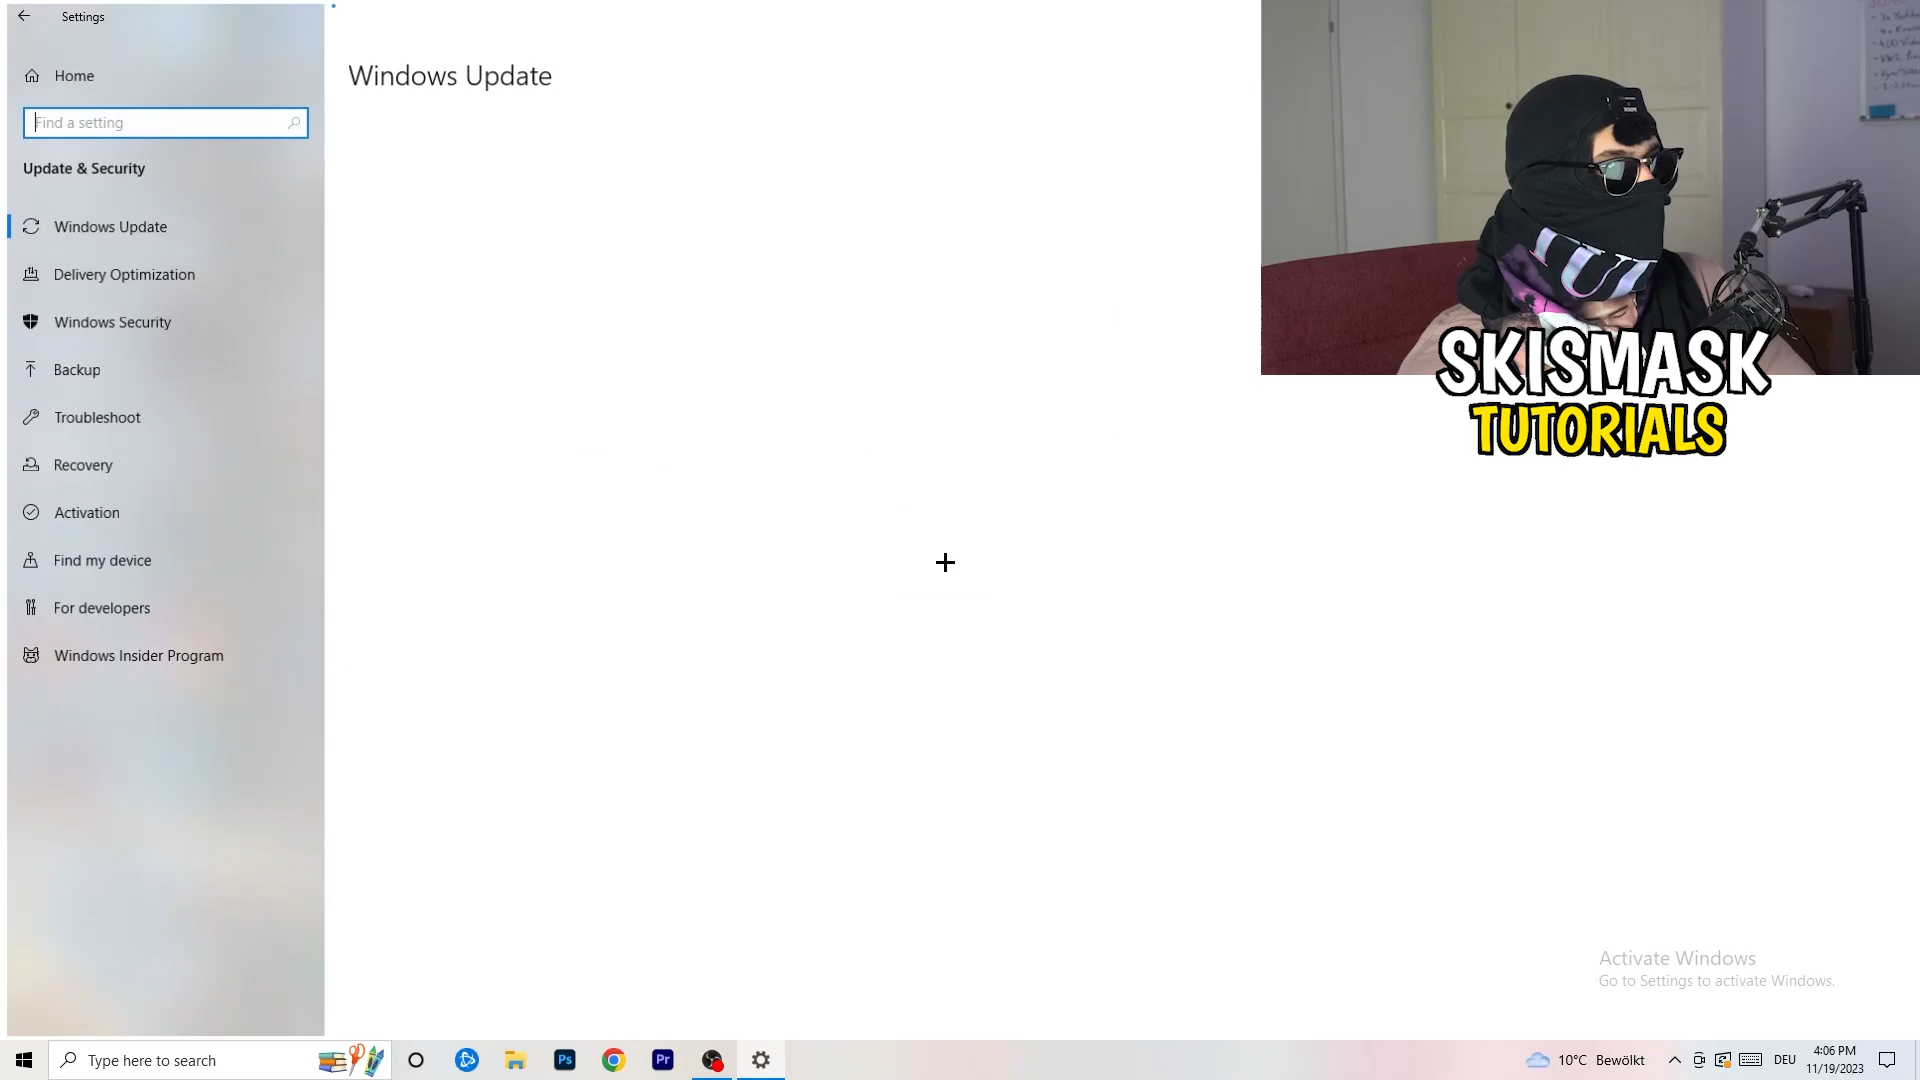 Settings
Home
Find a setting
Update & Security
Windows Update
Delivery Optimization
Windows Security
Backup
Troubleshoot
Recovery
Activation
Find my device
For developers
Windows Insider Program
Windows Update
SKISMASK
TUTORIALS
Activate Windows
Go to Settings to activate Windows.
Type here to search
Ps
Pr
10°C Bewölkt
DEU
4:06 PM
11/19/2023